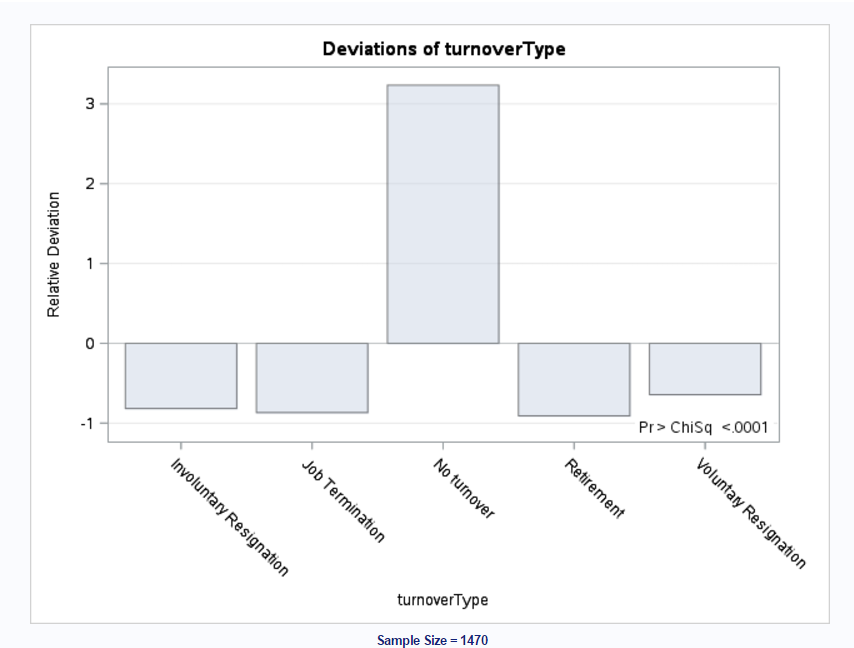 Deviations of turnoverType
Relative Deviation
3
2
1
0
-1
Pr > ChiSq <.0001
Involuntary Resignation
Job Termination
No turnover
Retirement
Voluntary Resignation
turnoverType
Sample Size = 1470